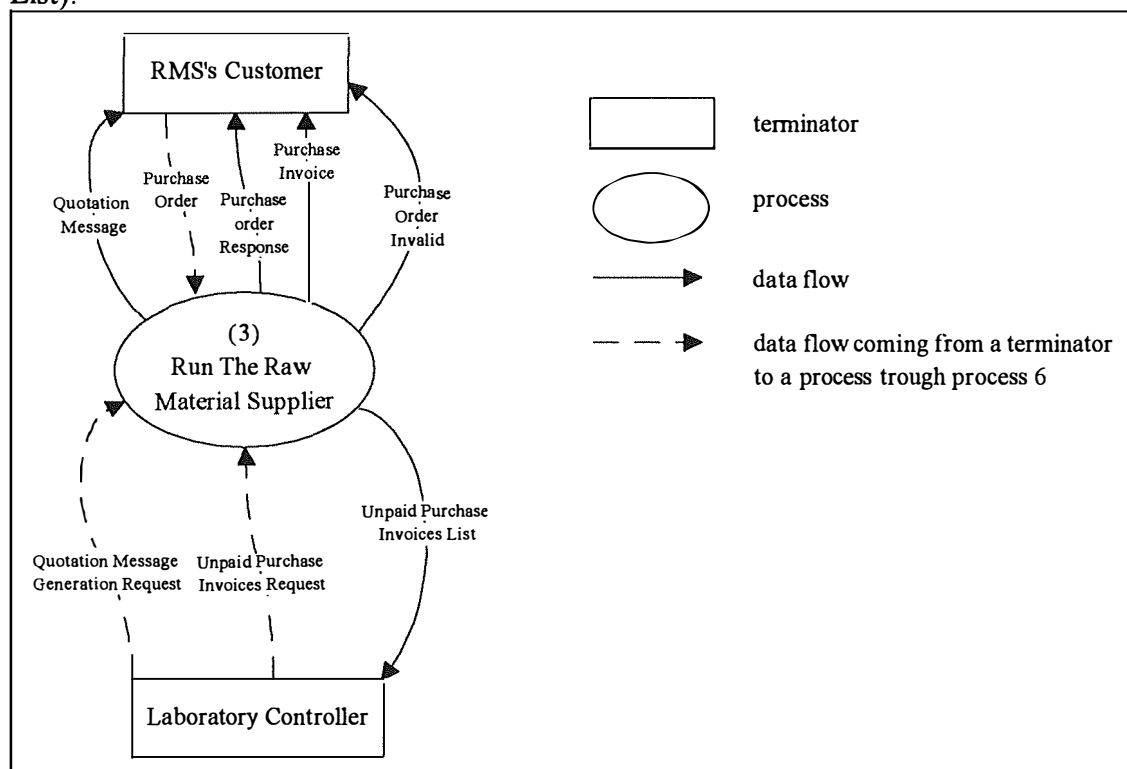 Listy.
RMS's Customer
Quotation
Message
Purchase
Order
Purchase
order
Response
Purchase
Invoice
Purchase
Order
Invalid
(3)
Run The Raw
Material Supplier
Quotation Message
Generation Request
Unpaid Purchase
Invoices Request
Unpaid Purchase
Invoices List
Laboratory Controller
terminator
process
data flow
data flow coming from a terminator
to a process trough process 6